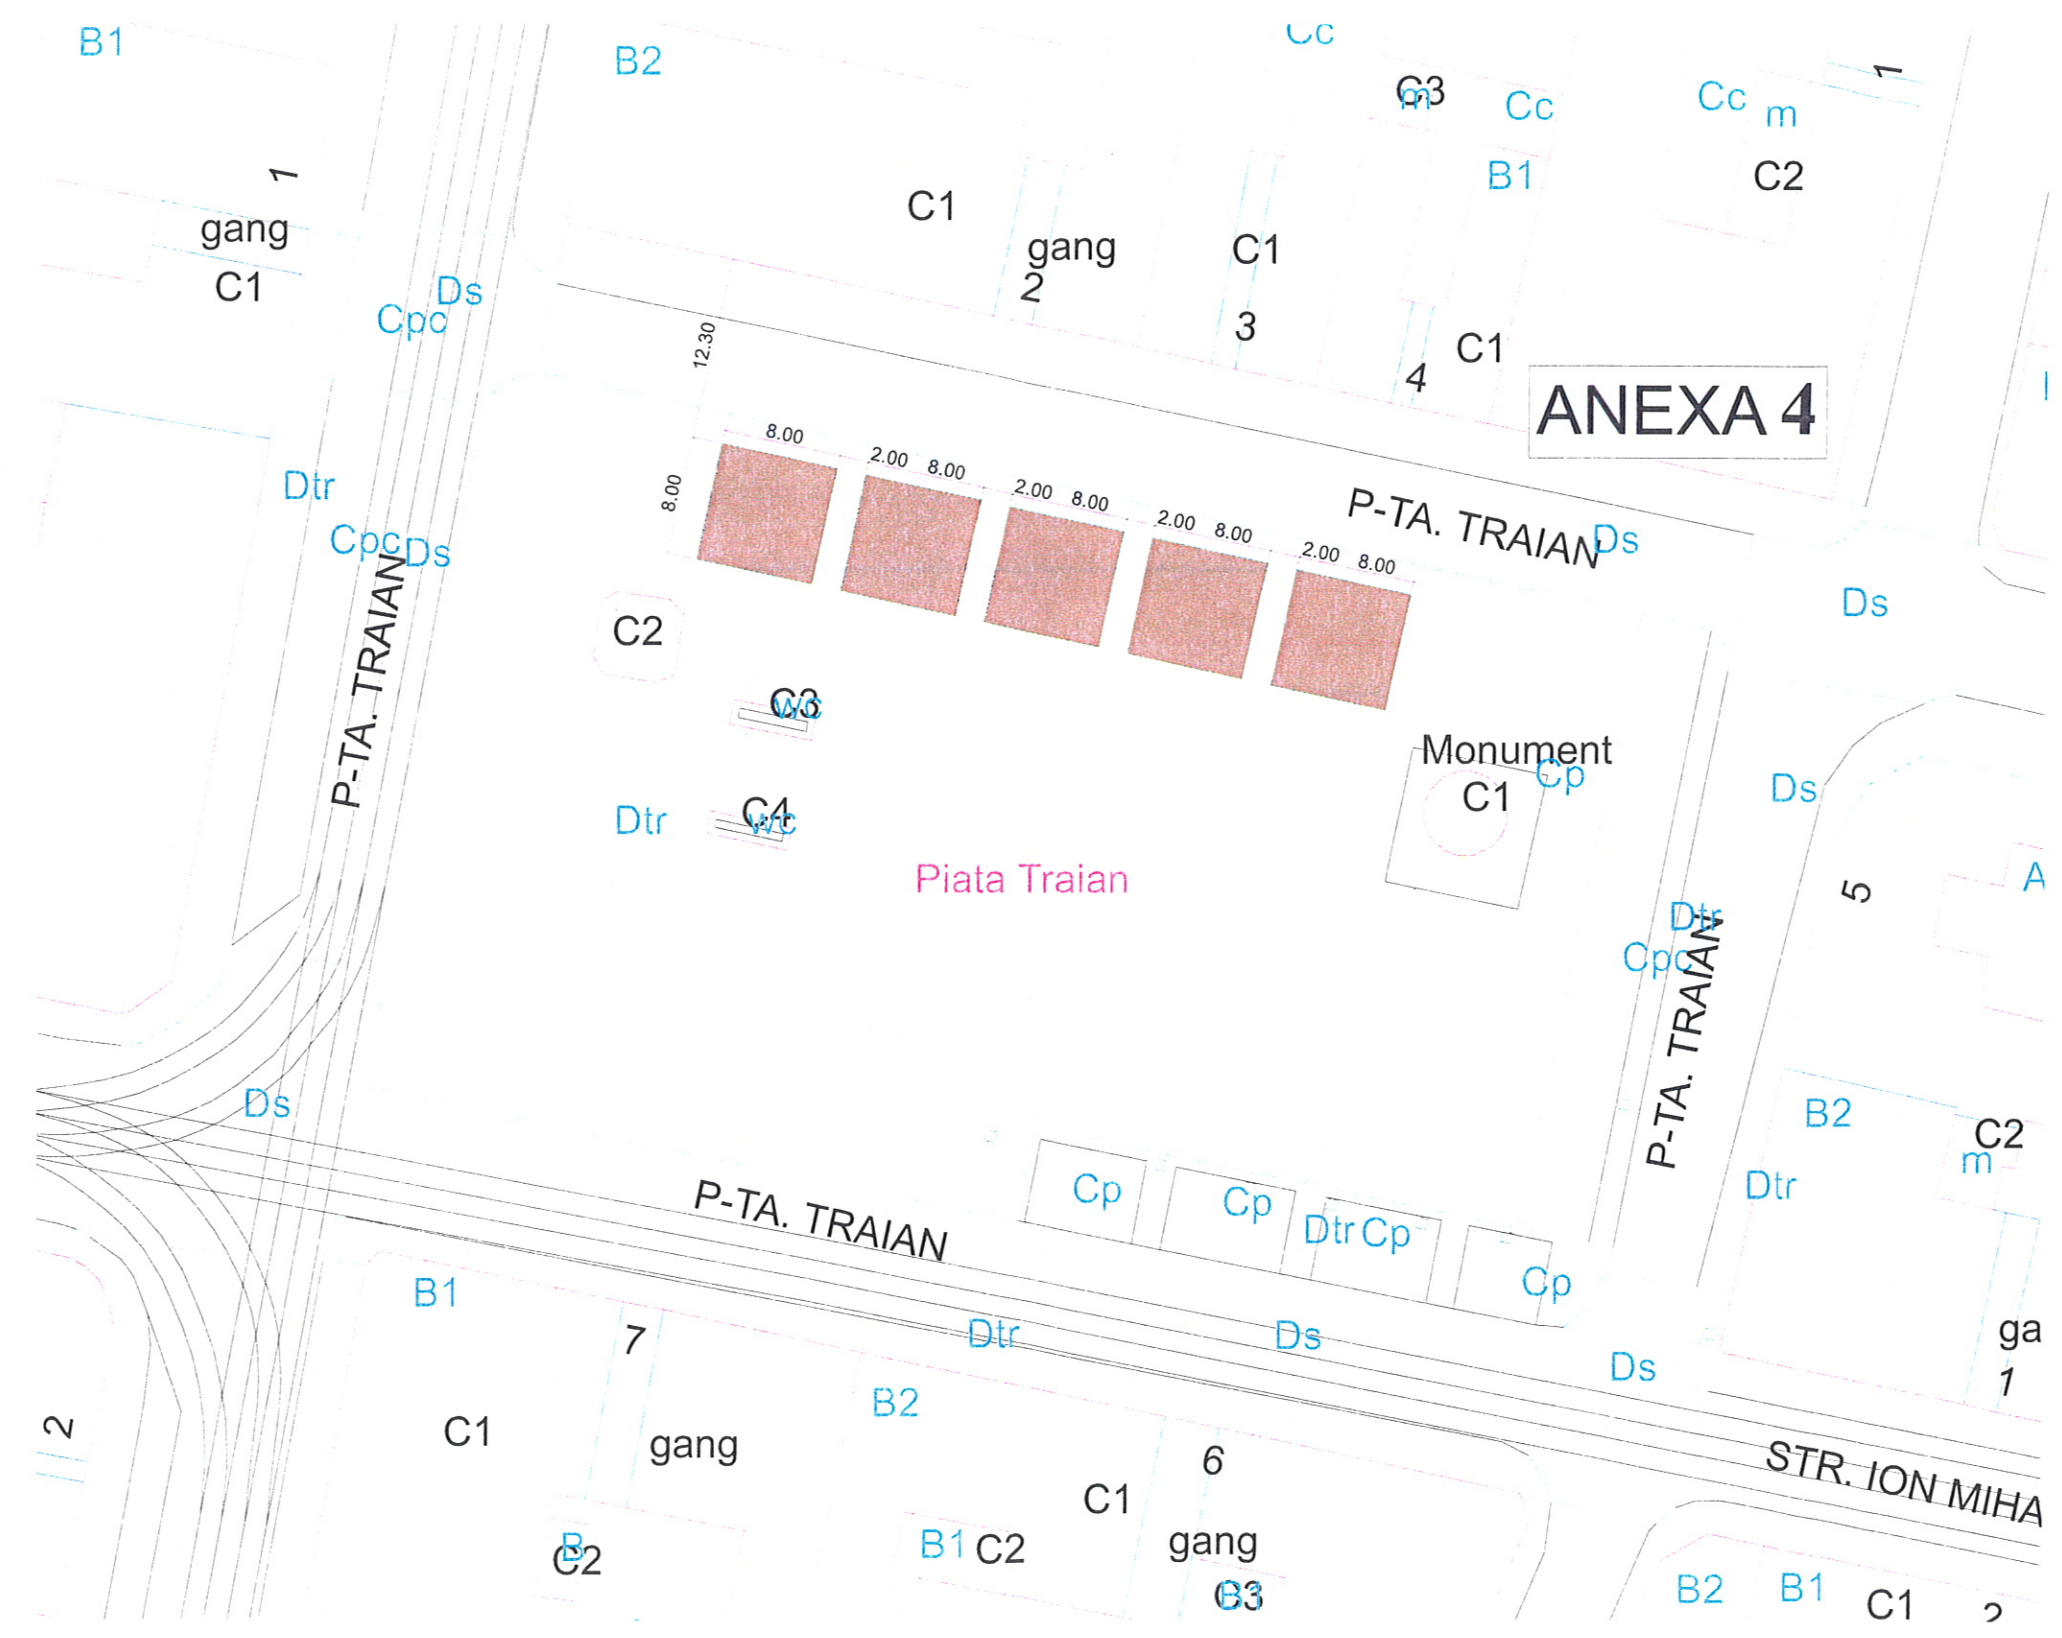 B1
B2
Cc
C3
m
Cc
Cc
m
1
1
C1
B1
C2
gang
C1
gang
2
C1
3
C1
4
Ds
Cpc
12.30
ANEXA 4
8.00
2.00
8.00
2.00
8.00
2.00
8.00
2.00
8.00
8.00
P-TA. TRAIAN
Ds
Dtr
Cpc
Ds
P-TA. TRAIAN
C2
Ds
C3
wc
Monument
Cp
C1
Ds
C4
wc
Dtr
Piata Traian
5
A
Dtr
Cpc
P-TA. TRAIAN
Ds
B2
C2
m
Dtr
Cp
Cp
Dtr
Cp
Cp
P-TA. TRAIAN
B1
7
Dtr
Ds
Ds
ga
1
2
C1
gang
B2
C1
6
STR. ION MIHA
B
C2
B1
C2
gang
C3
B1
B2
B1
C1
2